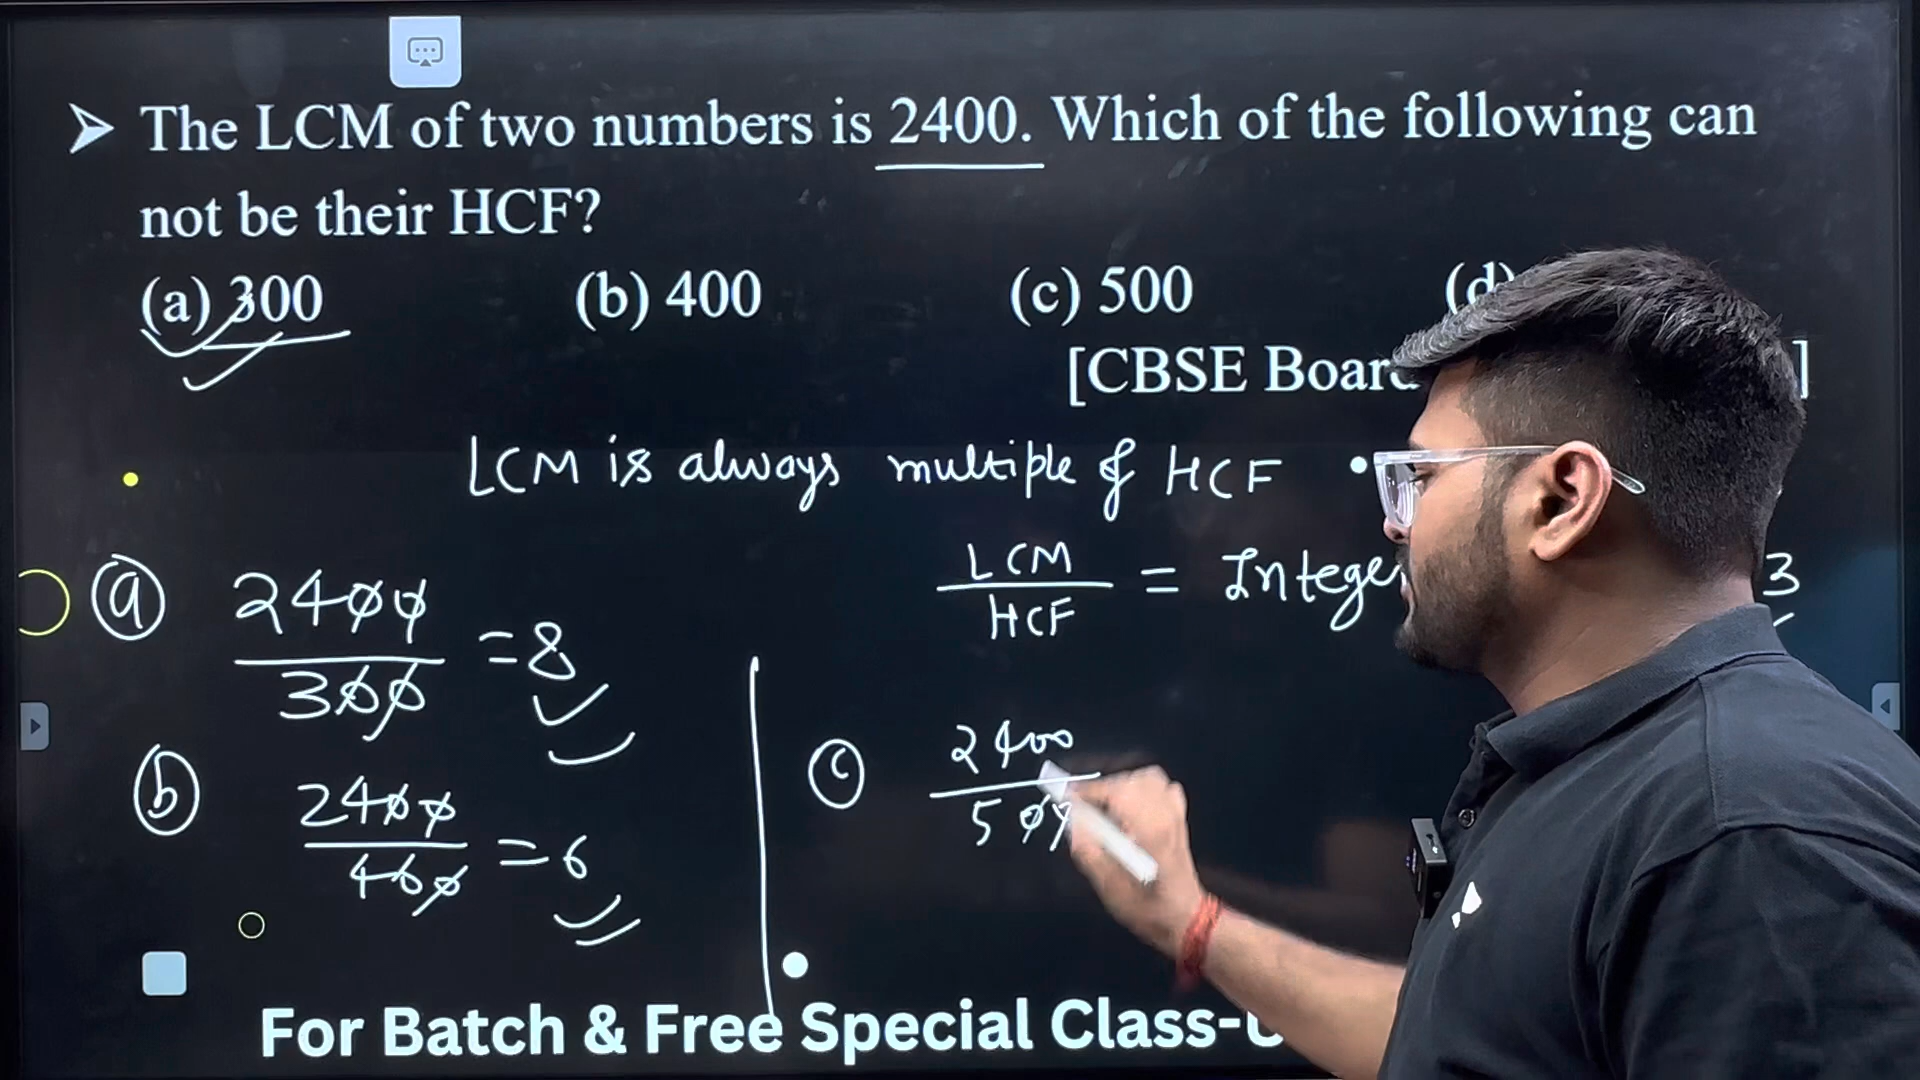 ➤ The LCM of two numbers is 2400. Which of the following can
not be their HCF?
(a) 300 (b) 400 (c) 500 (d)
[CBSE Board ]
LCM is always multiple of HCF
LCM / HCF = Integer 3
(a) 2400 / 300 = 8
(b) 2400 / 400 = 6
(c) 2400 / 500
For Batch & Free Special Class-